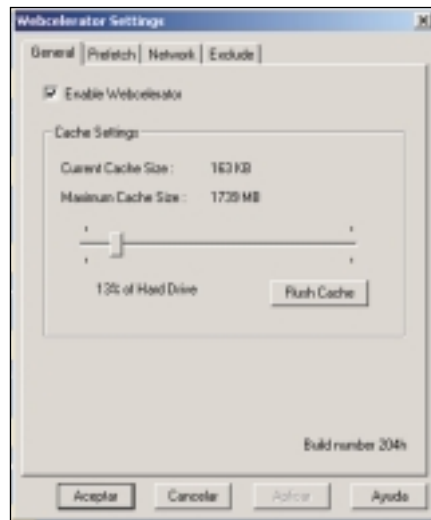 Webcelerator Settings
General Prefetch Network Exclude
Enable Webcelerator
Cache Settings
Current Cache Size : 163 KB
Maximum Cache Size : 1739 MB
13% of Hard Drive
Flush Cache
Build number 204h
Aceptar Cancelar Aplicar Ayuda